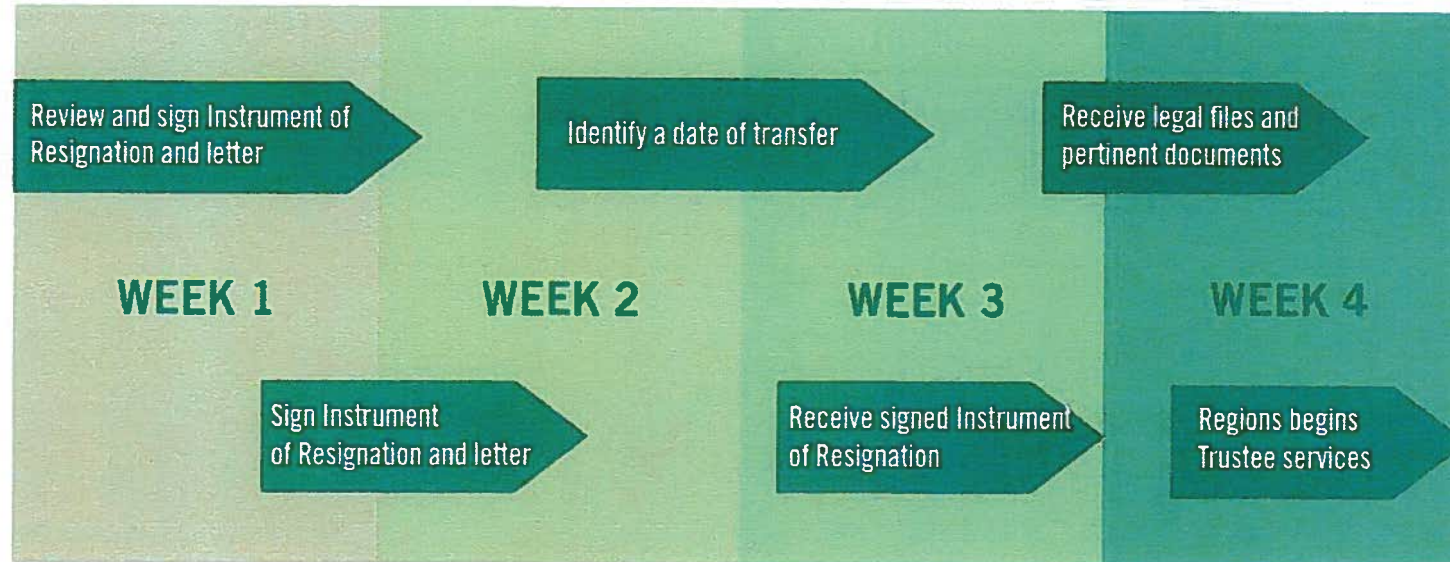 Review and sign Instrument of
Resignation and letter
Identify a date of transfer
Receive legal files and
pertinent documents
WEEK 1
WEEK 2
WEEK 3
WEEK 4
Sign Instrument
of Resignation and letter
Receive signed Instrument
of Resignation
Regions begins
Trustee services